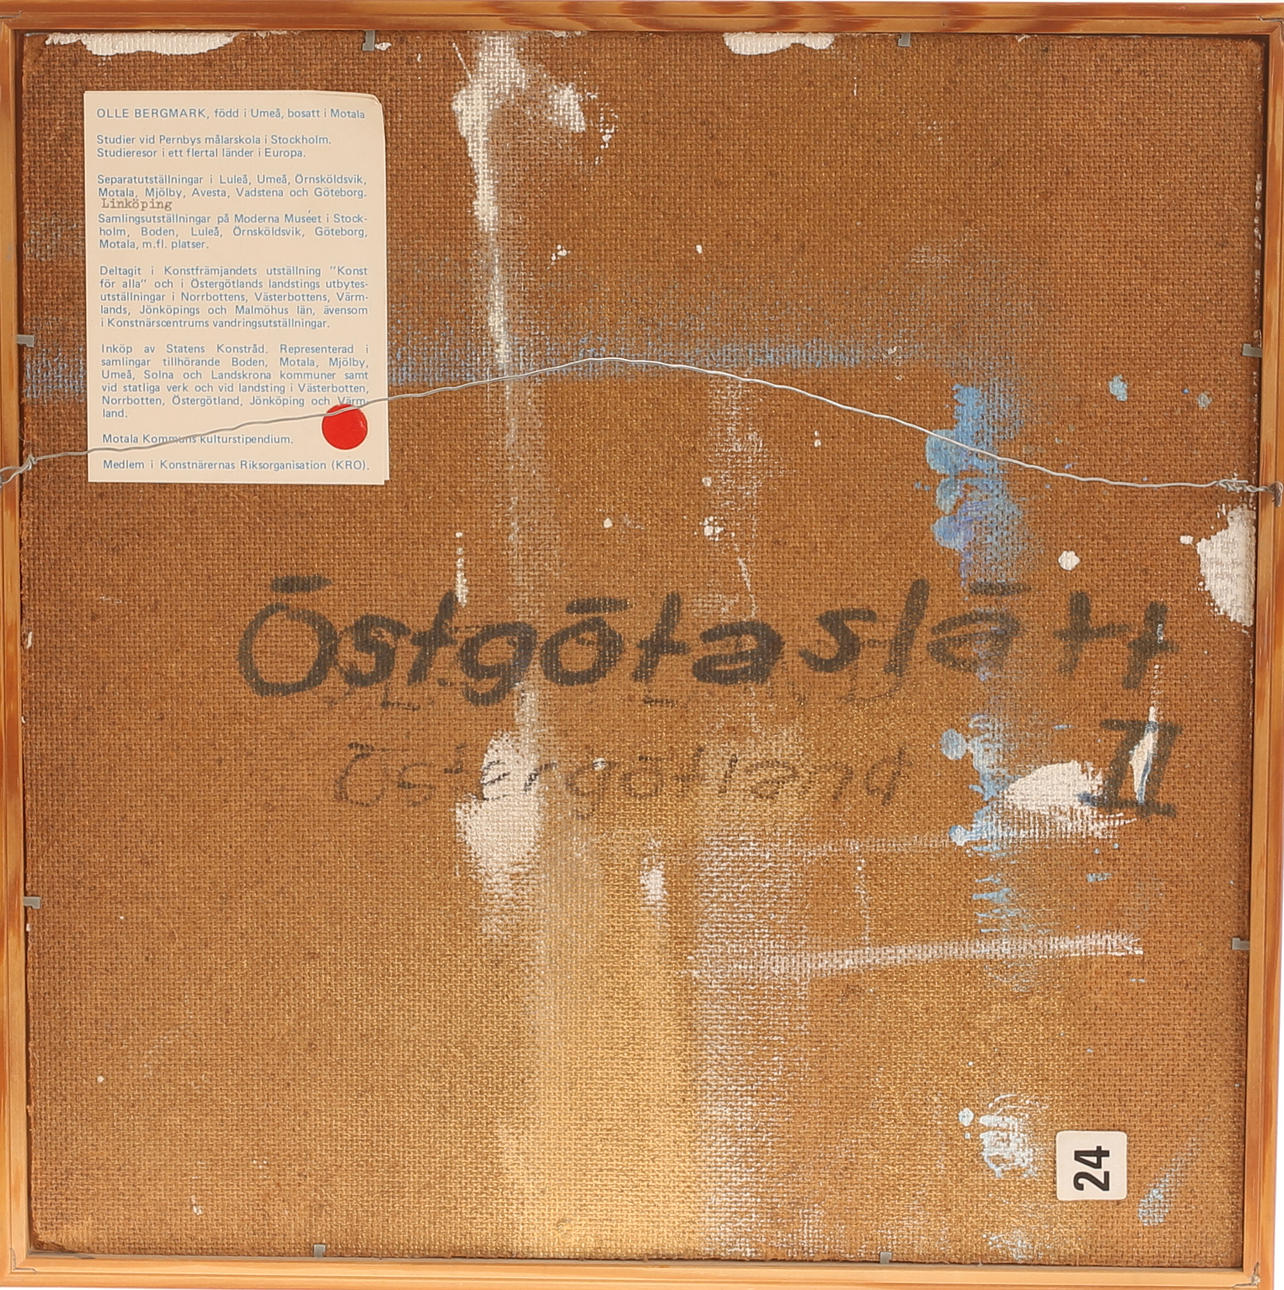 OLLE BERGMARK, född i Umeå, bosatt i Motala
Studier vid Pernbys målarskola i Stockholm.
Studieresor i ett flertal länder i Europa.
Separatutställningar i Luleå, Umeå, Örnsköldsvik,
Motala, Mjölby, Avesta, Vadstena och Göteborg.
Linköping
Samlingsutställningar på Moderna Muséet i Stock-
holm, Boden, Luleå, Örnsköldsvik, Göteborg,
Motala, m.fl. platser.
Deltagit i Konstfrämjandets utställning "Konst
för alla" och i Östergötlands landstings utbytes-
utställningar i Norrbottens, Västerbottens, Värm-
lands, Jönköpings och Malmöhus län, ävensom
i Konstnärscentrums vandringsutställningar.
Inköp av Statens Konstråd. Representerad i
samlingar tillhörande Boden, Motala, Mjölby,
Umeå, Solna och Landskrona kommuner samt
vid statliga verk och vid landsting i Västerbotten,
Norrbotten, Östergötland, Jönköping och Värm-
land.
Motala Kommuns kulturstipendium.
Medlem i Konstnärernas Riksorganisation (KRO).
Östgötaslätt
II
Östergötland
24